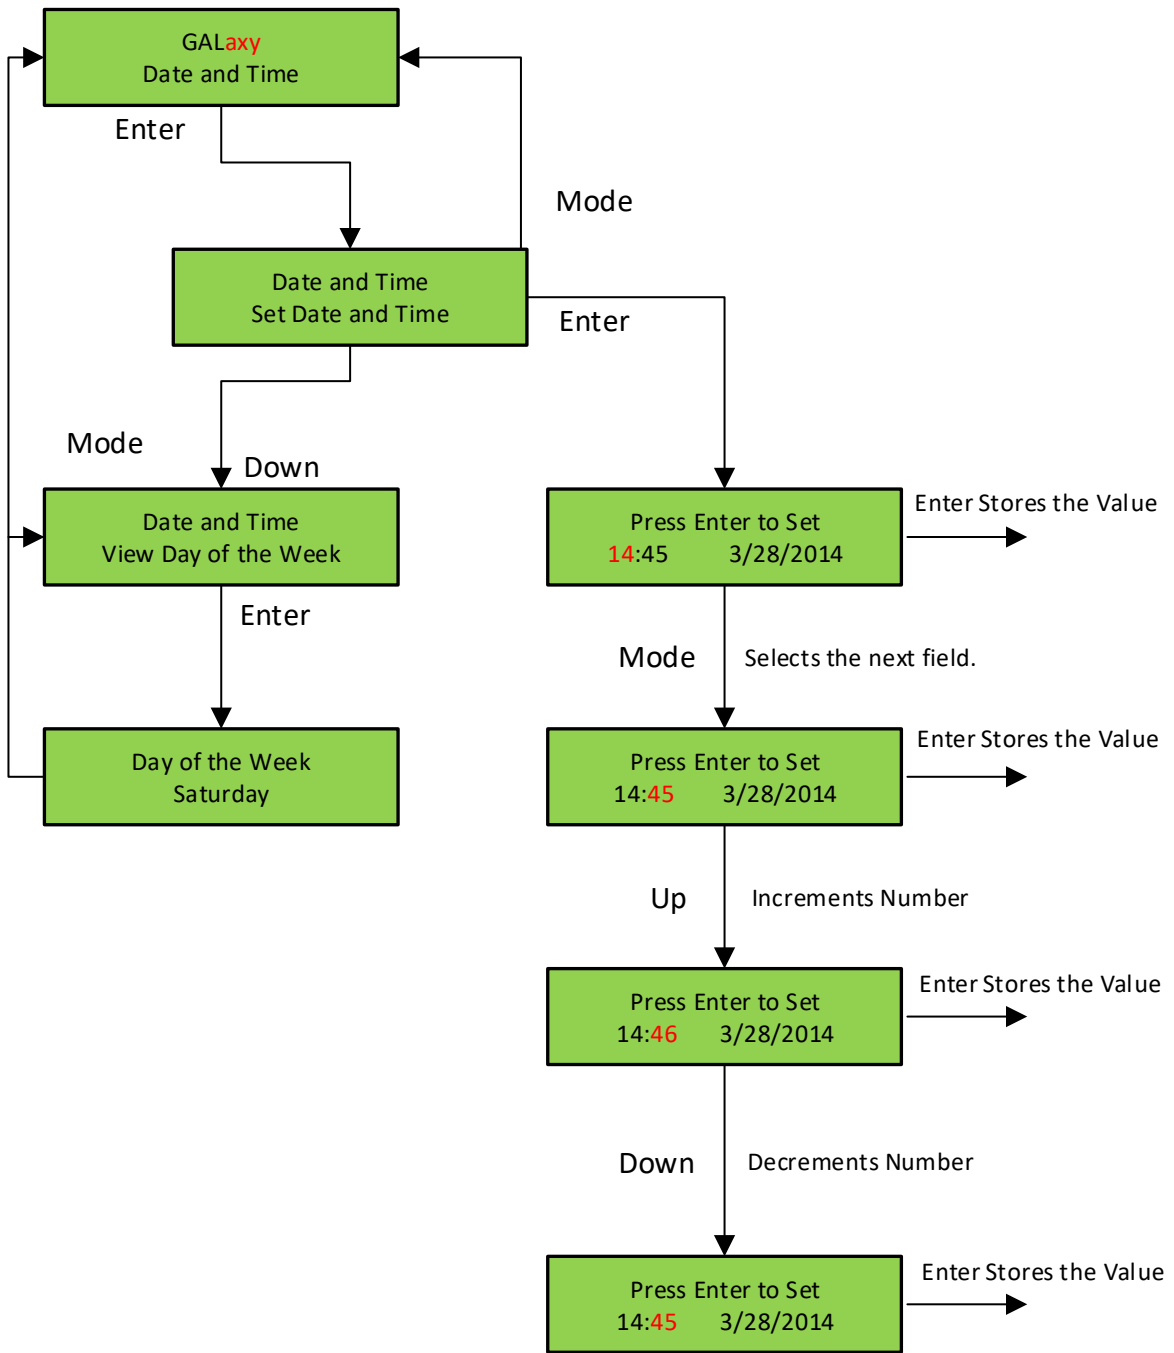 GALaxy
Date and Time
Enter
Mode
Date and Time
Set Date and Time
Enter
Mode
Down
Date and Time
View Day of the Week
Enter
Day of the Week
Saturday
Press Enter to Set
14:45 3/28/2014
Enter Stores the Value
Mode
Selects the next field.
Press Enter to Set
14:45 3/28/2014
Enter Stores the Value
Up
Increments Number
Press Enter to Set
14:46 3/28/2014
Enter Stores the Value
Down
Decrements Number
Press Enter to Set
14:45 3/28/2014
Enter Stores the Value